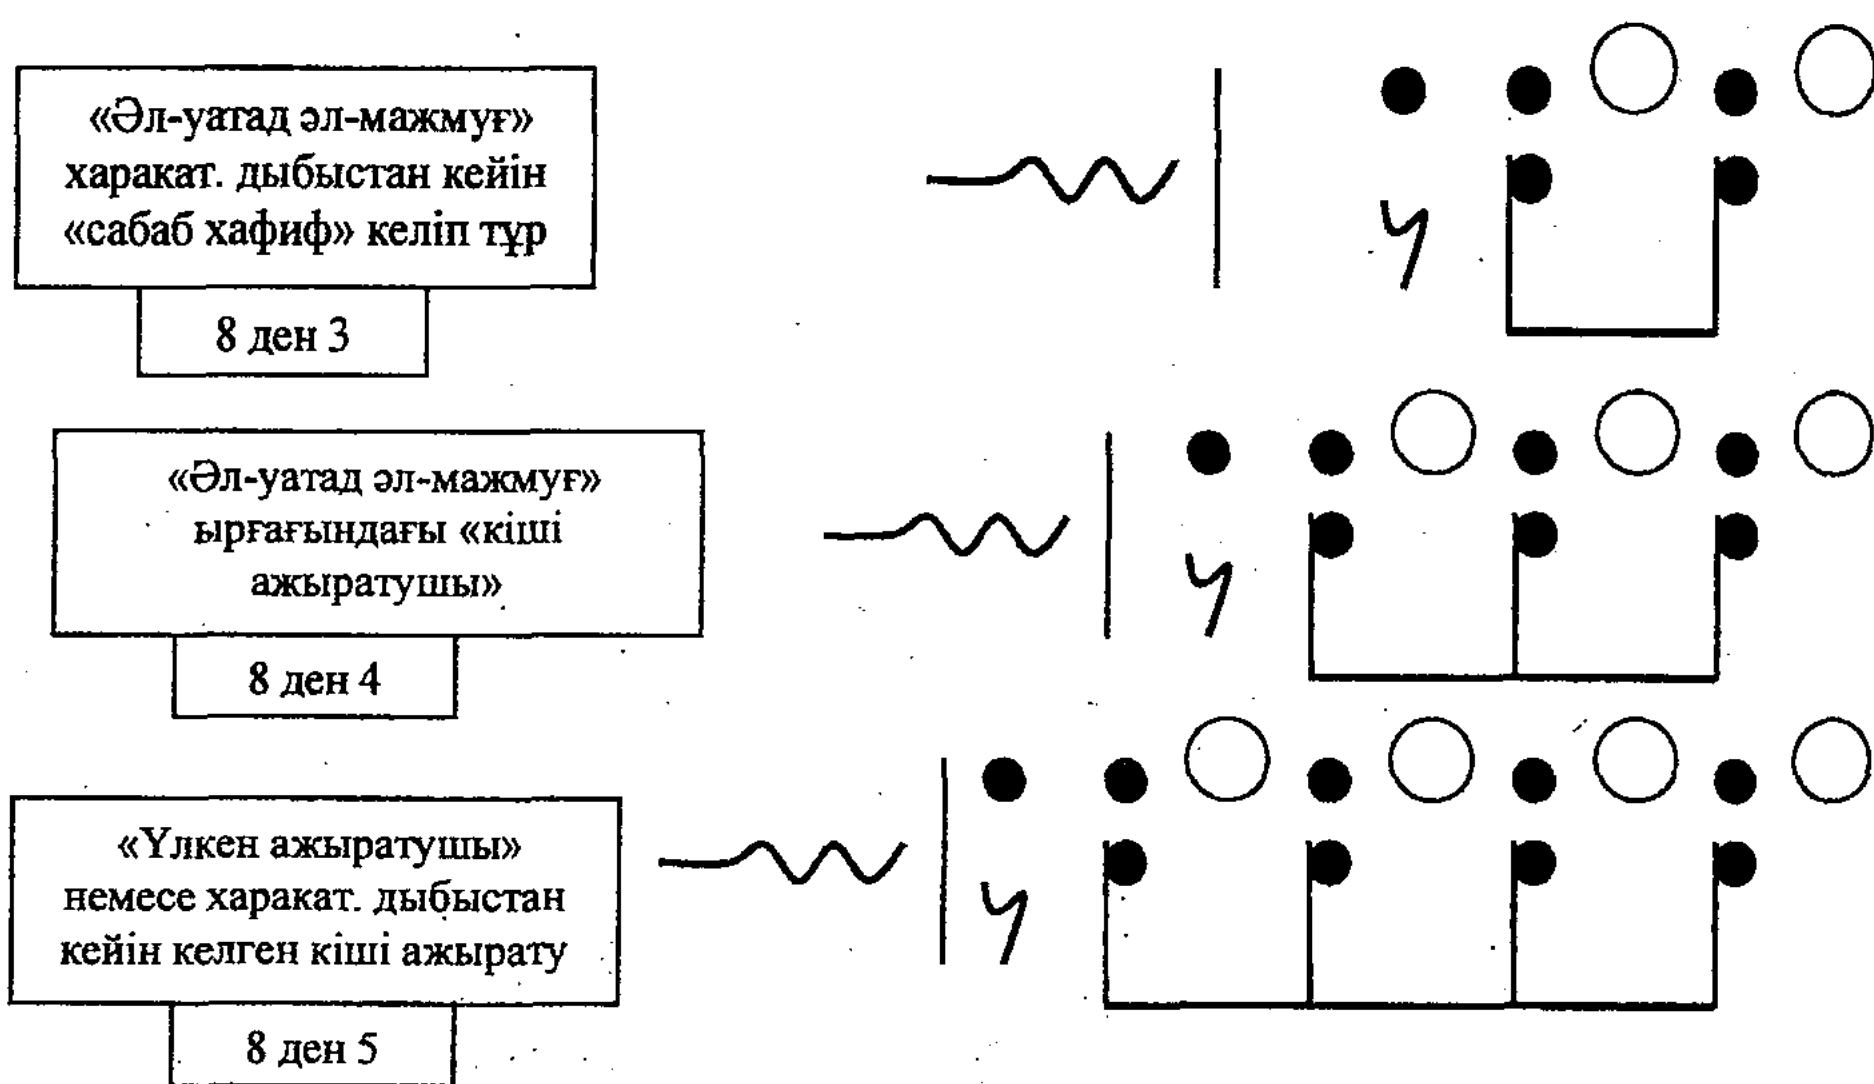 «Әл-уатад әл-мажмуғ»
харакат. дыбыстан кейін
«сабаб хафиф» келіп тұр
8 ден 3
«Әл-уатад әл-мажмуғ»
ырғағындағы «кіші
ажыратушы»
8 ден 4
«Үлкен ажыратушы»
немесе харакат. дыбыстан
кейін келген кіші ажырату
8 ден 5